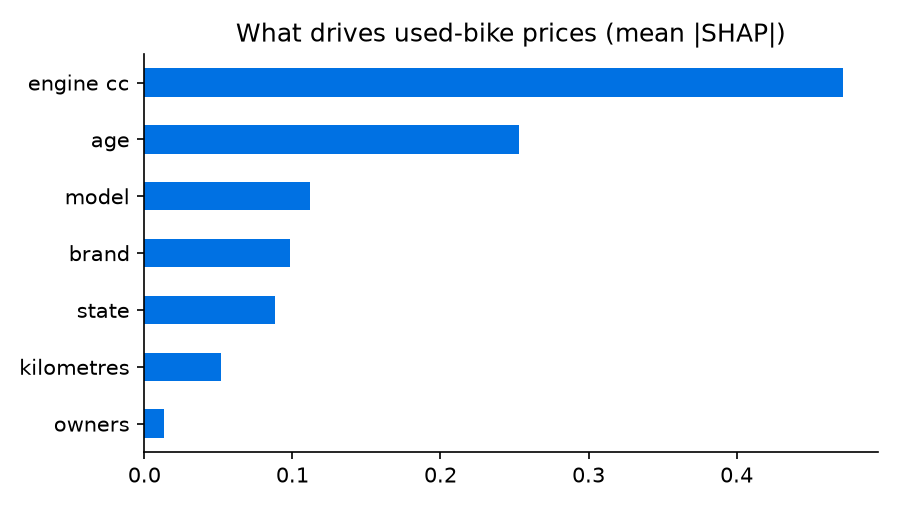 What drives used-bike prices (mean |SHAP|)
engine cc
age
model
brand
state
kilometres
owners
0.0 0.1 0.2 0.3 0.4